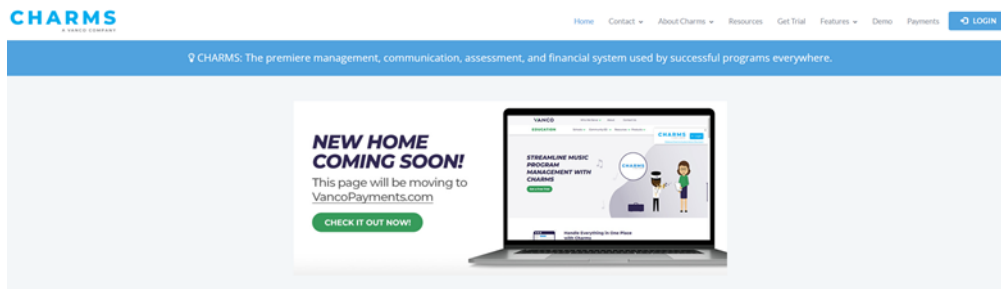 CHARMS
A VANCO COMPANY
Home Contact About Charms Resources Get Trial Features Demo Payments LOGIN
CHARMS: The premiere management, communication, assessment, and financial system used by successful programs everywhere.
NEW HOME
COMING SOON!
This page will be moving to
VancoPayments.com
CHECK IT OUT NOW!
VANCO
EDUCATION
CHARMS
STREAMLINE MUSIC
PROGRAM
MANAGEMENT WITH
CHARMS
CHARMS
Handle Everything in One Place
with Charms